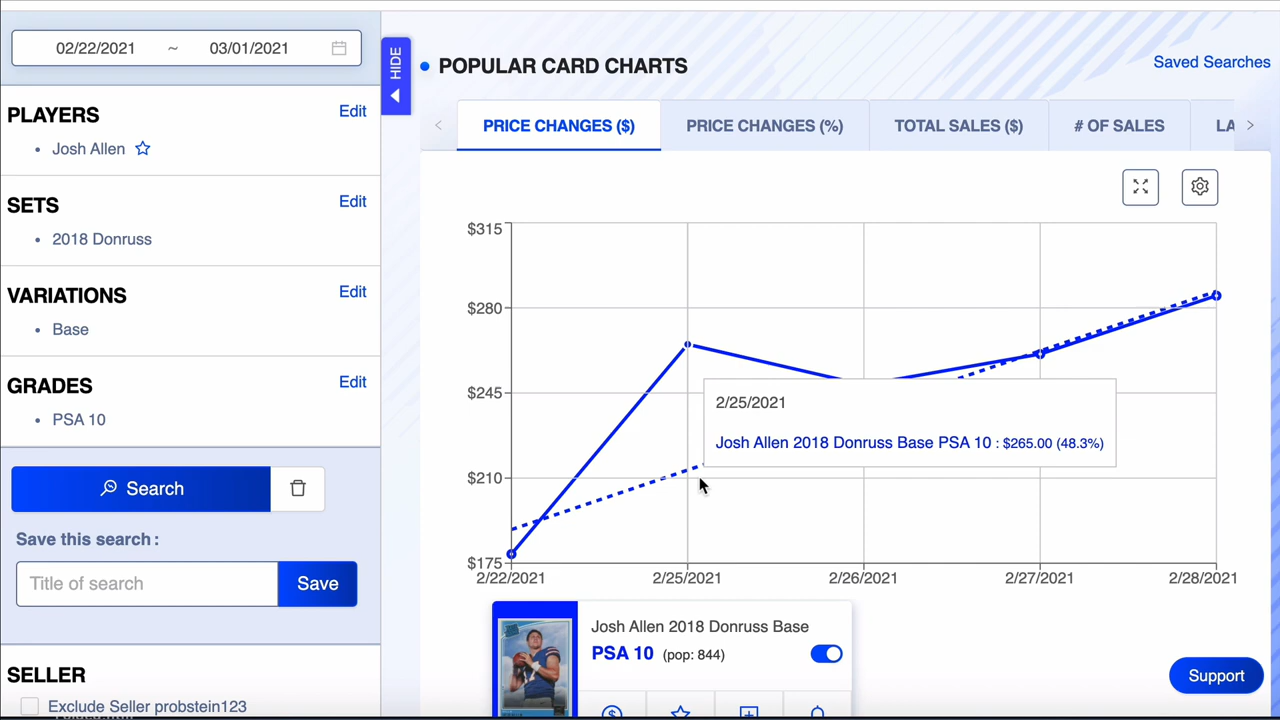 02/22/2021 ~ 03/01/2021
PLAYERS Edit
Josh Allen
SETS Edit
2018 Donruss
VARIATIONS Edit
Base
GRADES Edit
PSA 10
Search
Save this search :
Title of search Save
SELLER
Exclude Seller probstein123
HIDE
POPULAR CARD CHARTS
Saved Searches
PRICE CHANGES ($) PRICE CHANGES (%) TOTAL SALES ($) # OF SALES LA
$315
$280
$245
$210
$175
2/25/2021
Josh Allen 2018 Donruss Base PSA 10 : $265.00 (48.3%)
2/22/2021 2/25/2021 2/26/2021 2/27/2021 2/28/2021
Josh Allen 2018 Donruss Base
PSA 10 (pop: 844)
Support